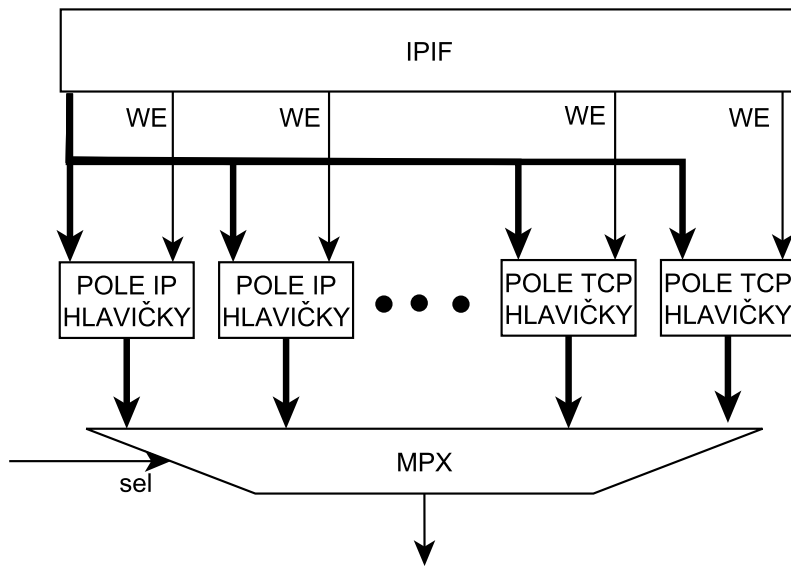 IPIF
WE WE WE WE
POLE IP POLE IP POLE TCP POLE TCP
HLAVIČKY HLAVIČKY HLAVIČKY HLAVIČKY
MPX
sel